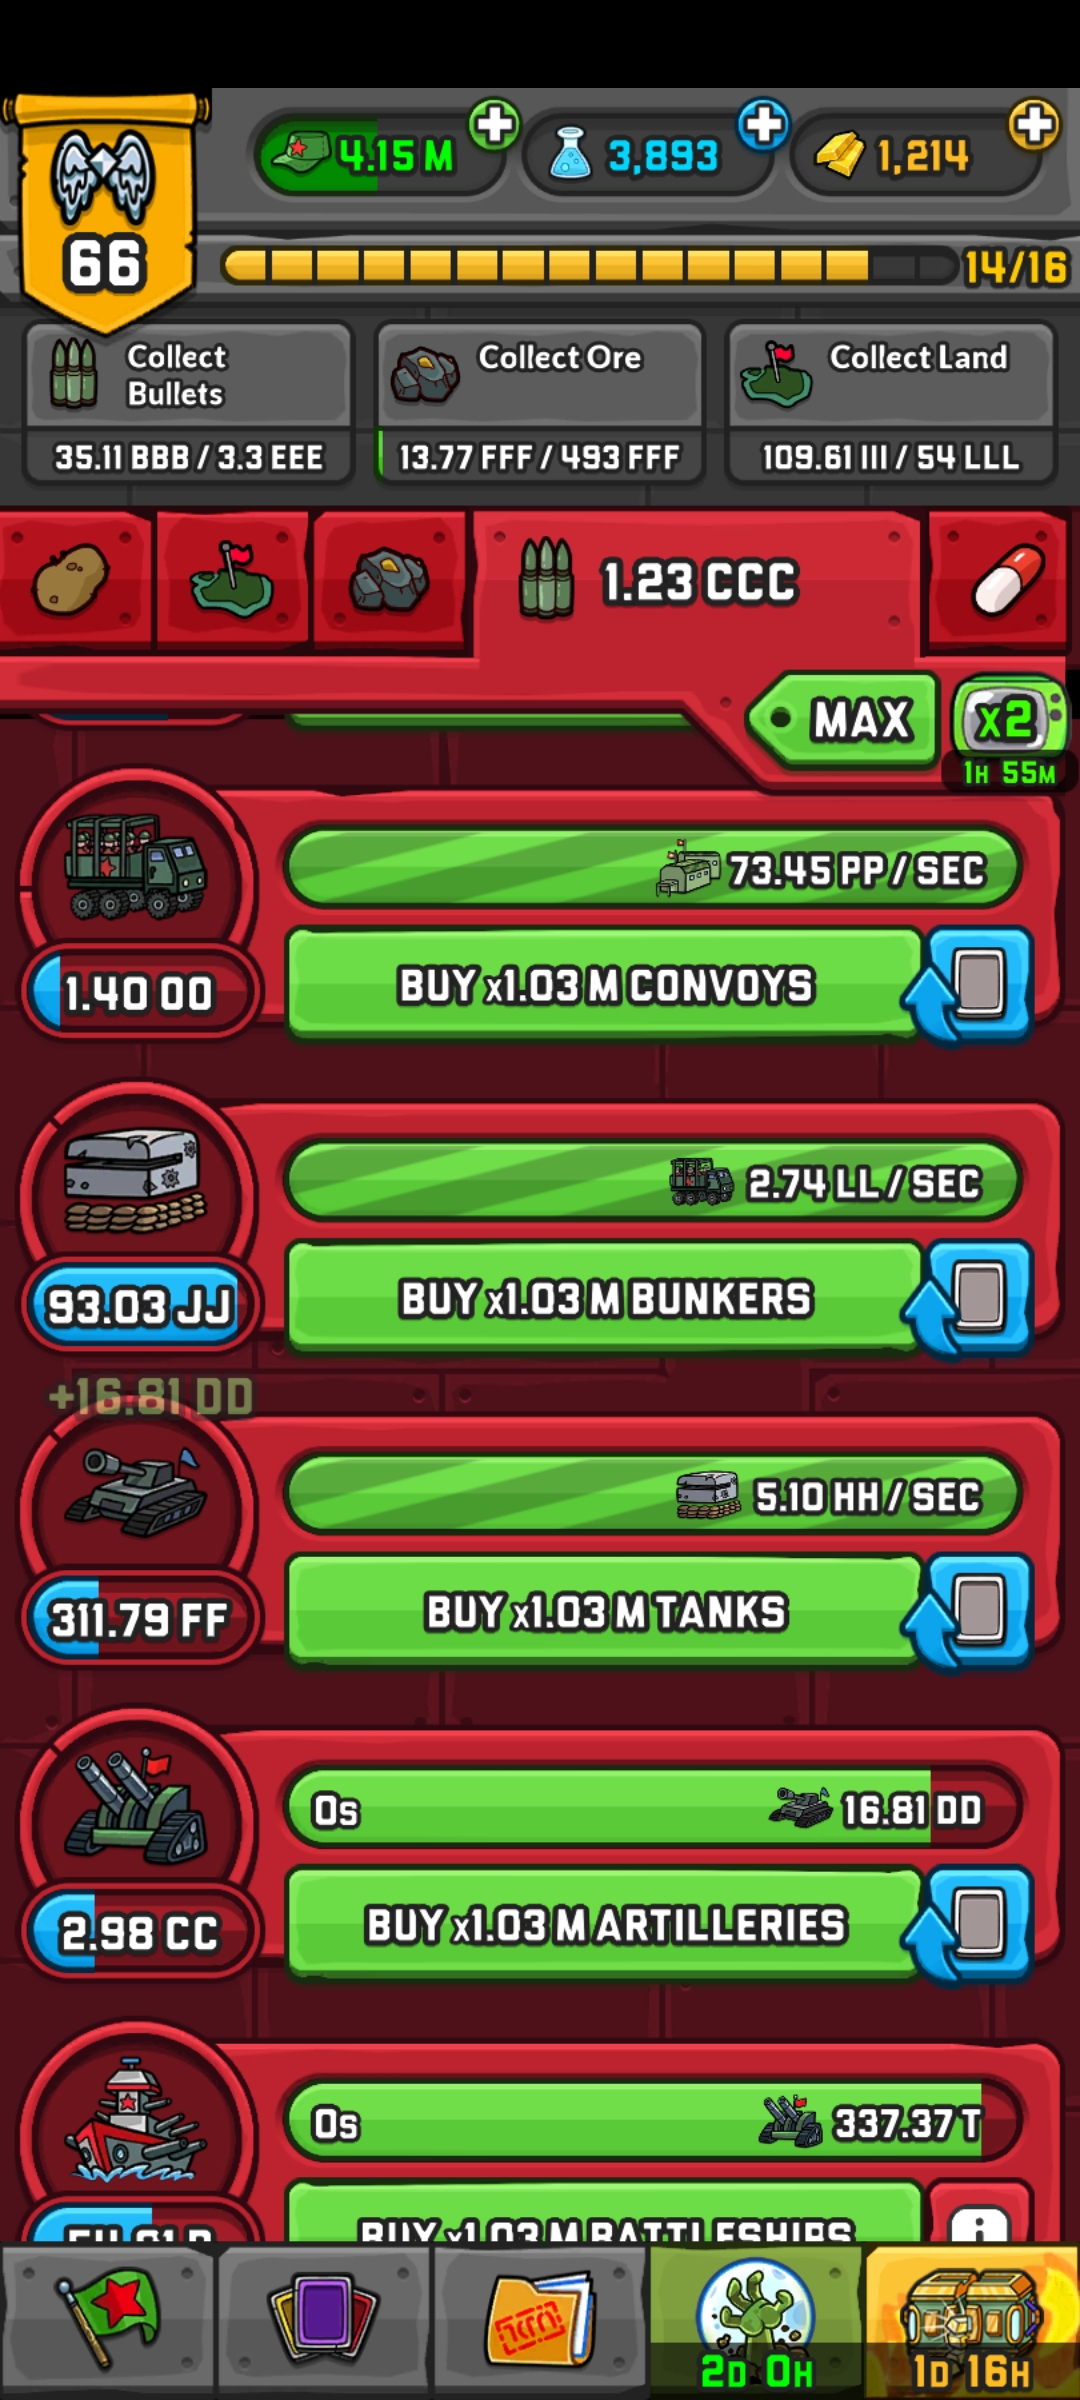 4.15 M
3,893
1,214
66
14/16
Collect
Bullets
Collect Ore
Collect Land
35.11 BBB / 3.3 EEE
13.77 FFF / 493 FFF
109.61 III / 54 LLL
1.23 CCC
MAX
x2
1H 55M
73.45 PP / SEC
1.40 OO
BUY x1.03 M CONVOYS
2.74 LL / SEC
93.03 JJ
BUY x1.03 M BUNKERS
+16.81 DD
5.10 HH / SEC
311.79 FF
BUY x1.03 M TANKS
0s
16.81 DD
2.98 CC
BUY x1.03 M ARTILLERIES
0s
337.37 T
BUY x1.03 M BATTLESHIPS
2D 0H
1D 16H